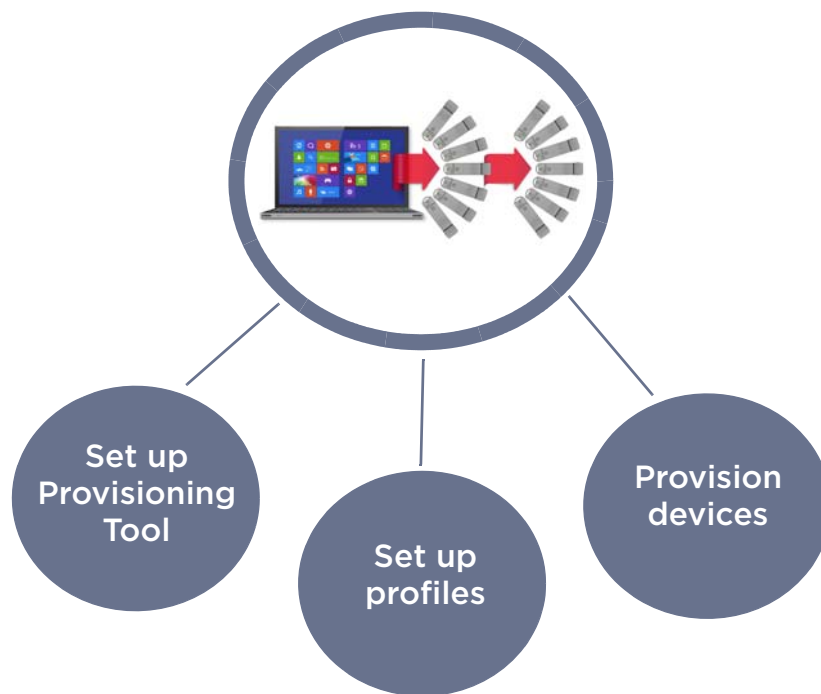 Set up
Provisioning
Tool
Set up
profiles
Provision
devices